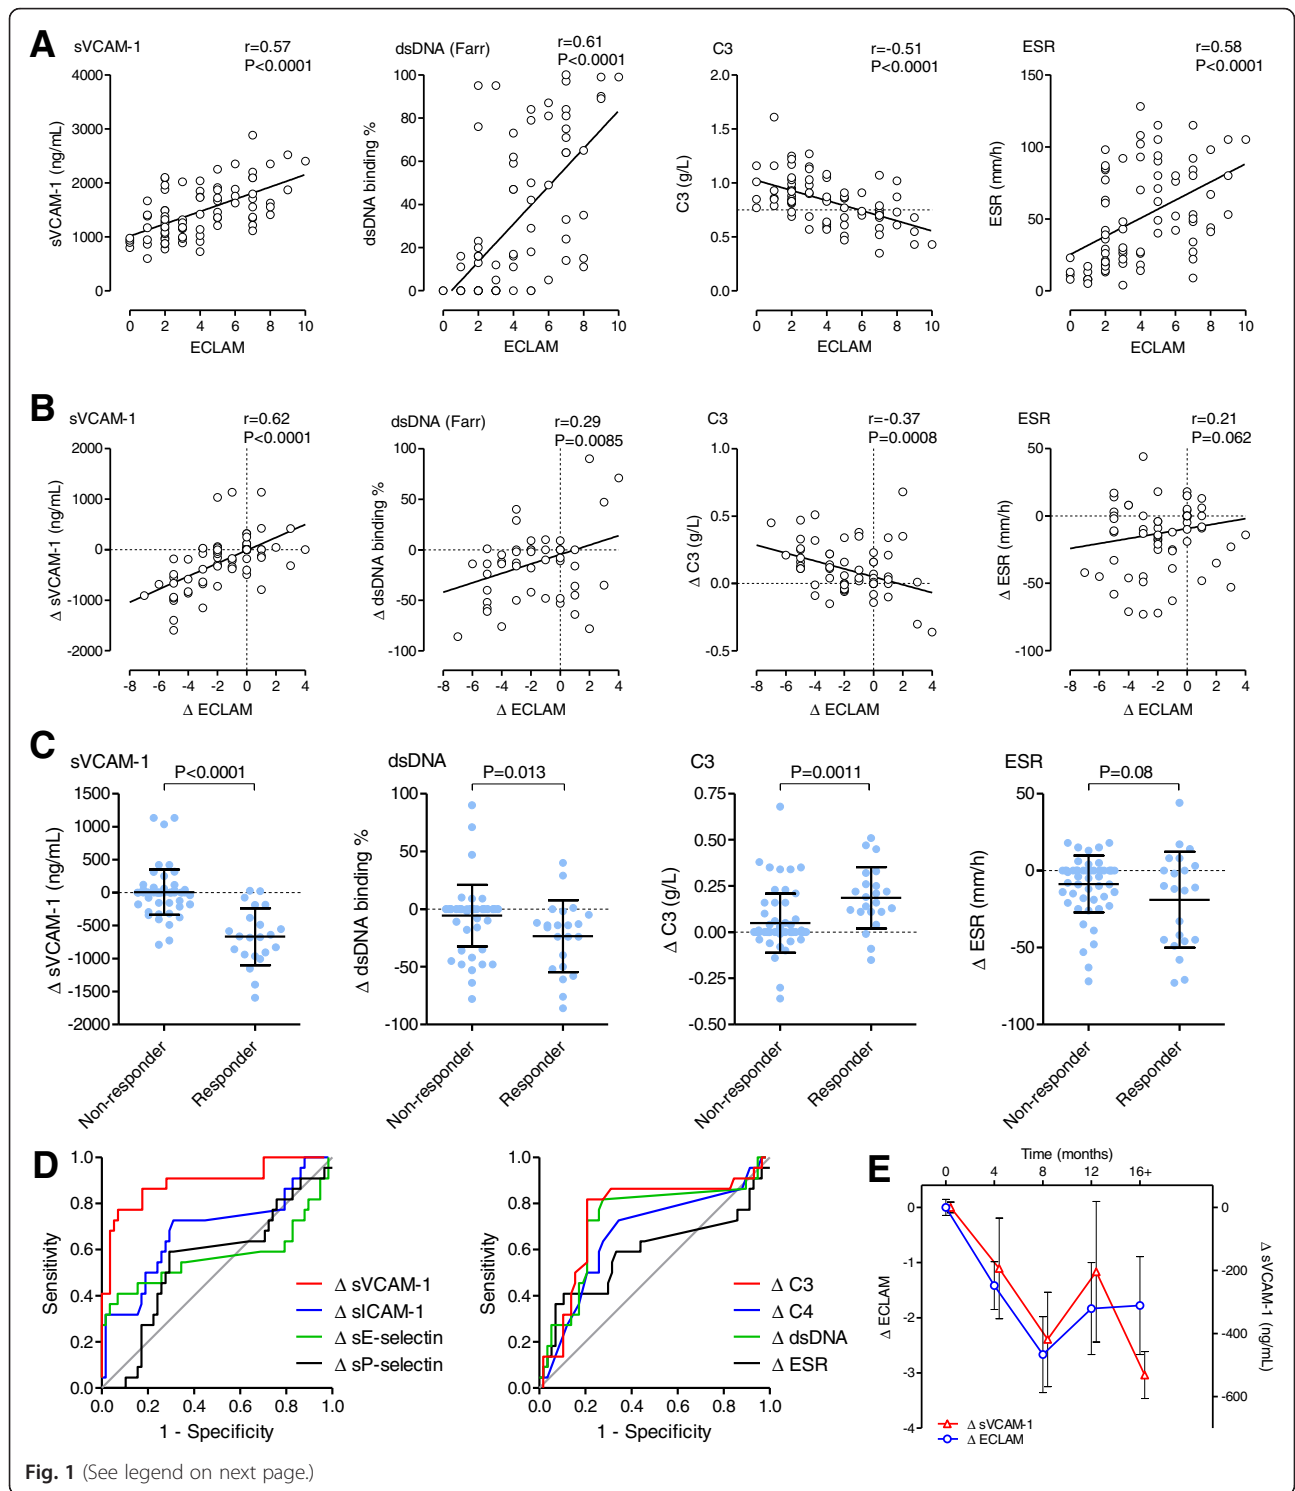 A
sVCAM-1
r=0.57
P<0.0001
sVCAM-1 (ng/mL)
4000
3000
2000
1000
0
0 2 4 6 8 10
ECLAM
dsDNA (Farr)
r=0.61
P<0.0001
dsDNA binding %
100
80
60
40
20
0
0 2 4 6 8 10
ECLAM
C3
r=-0.51
P<0.0001
C3 (g/L)
2.0
1.5
1.0
0.5
0.0
0 2 4 6 8 10
ECLAM
ESR
r=0.58
P<0.0001
ESR (mm/h)
150
100
50
0
0 2 4 6 8 10
ECLAM
B
sVCAM-1
r=0.62
P<0.0001
Δ sVCAM-1 (ng/mL)
2000
1000
0
-1000
-2000
-8 -6 -4 -2 0 2 4
Δ ECLAM
dsDNA (Farr)
r=0.29
P=0.0085
Δ dsDNA binding %
100
50
0
-50
-100
-8 -6 -4 -2 0 2 4
Δ ECLAM
C3
r=-0.37
P=0.0008
Δ C3 (g/L)
1.0
0.5
0.0
-0.5
-8 -6 -4 -2 0 2 4
Δ ECLAM
ESR
r=0.21
P=0.062
Δ ESR (mm/h)
50
0
-50
-100
-8 -6 -4 -2 0 2 4
Δ ECLAM
C
sVCAM-1
P<0.0001
Δ sVCAM-1 (ng/mL)
1500
1000
500
0
-500
-1000
-1500
-2000
Non-responder
Responder
dsDNA
P=0.013
Δ dsDNA binding %
100
50
0
-50
-100
Non-responder
Responder
C3
P=0.0011
Δ C3 (g/L)
0.75
0.50
0.25
0.00
-0.25
-0.50
Non-responder
Responder
ESR
P=0.08
Δ ESR (mm/h)
50
0
-50
-100
Non-responder
Responder
D
Sensitivity
1.0
0.8
0.6
0.4
0.2
0.0
0.0 0.2 0.4 0.6 0.8 1.0
1 - Specificity
Δ sVCAM-1
Δ sICAM-1
Δ sE-selectin
Δ sP-selectin
Sensitivity
1.0
0.8
0.6
0.4
0.2
0.0
0.0 0.2 0.4 0.6 0.8 1.0
1 - Specificity
Δ C3
Δ C4
Δ dsDNA
Δ ESR
E
Time (months)
0 4 8 12 16+
Δ ECLAM
0
-1
-2
-3
-4
0
-200
-400
-600
Δ sVCAM-1
(ng/mL)
Δ sVCAM-1
Δ ECLAM
Fig. 1 (See legend on next page.)